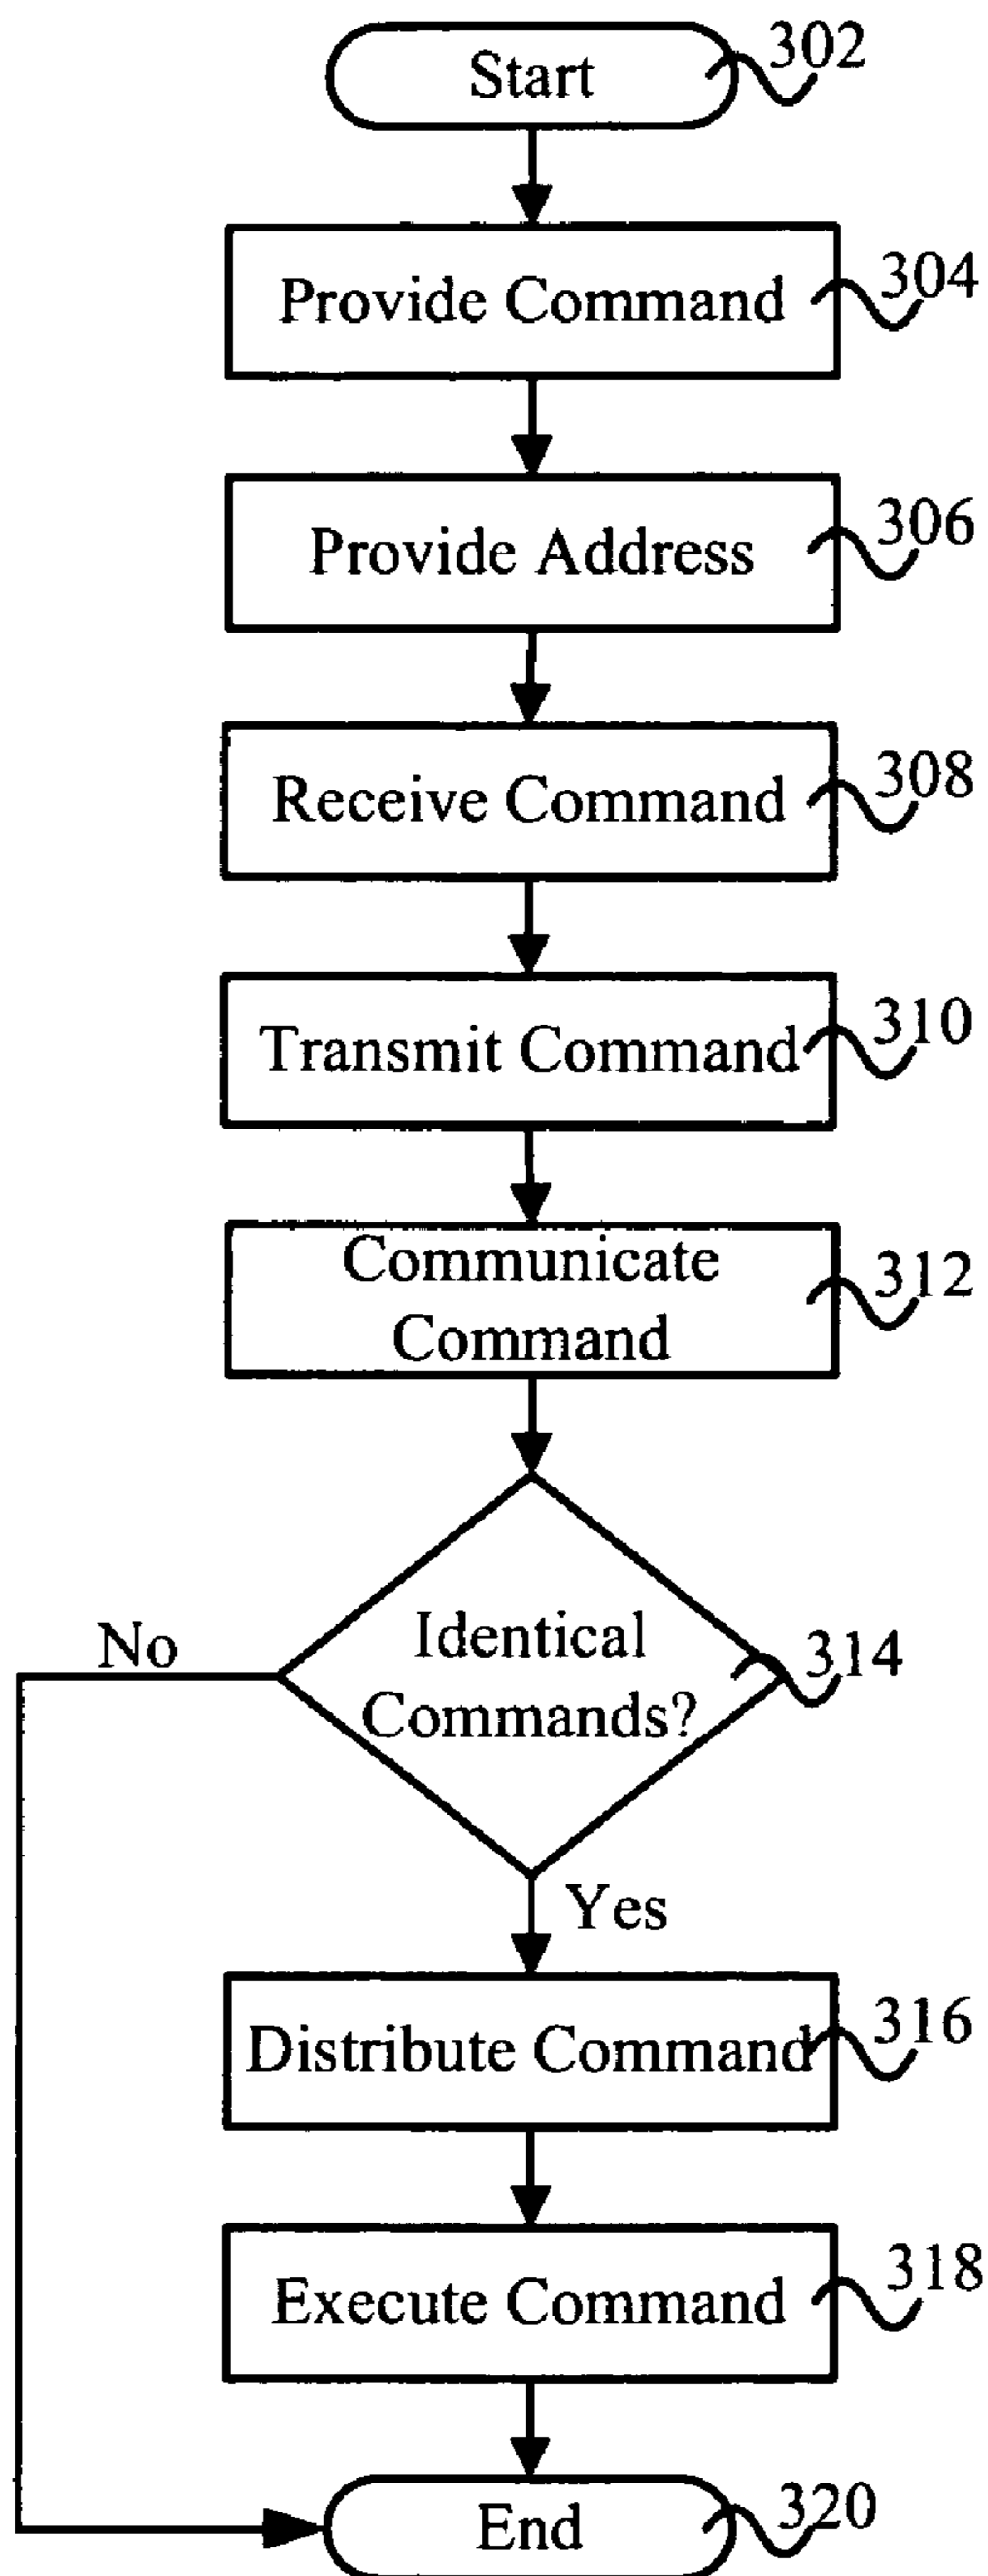 Start
302
Provide Command
304
Provide Address
306
Receive Command
308
Transmit Command
310
Communicate
Command
312
Identical
Commands?
314
No
Yes
Distribute Command
316
Execute Command
318
End
320